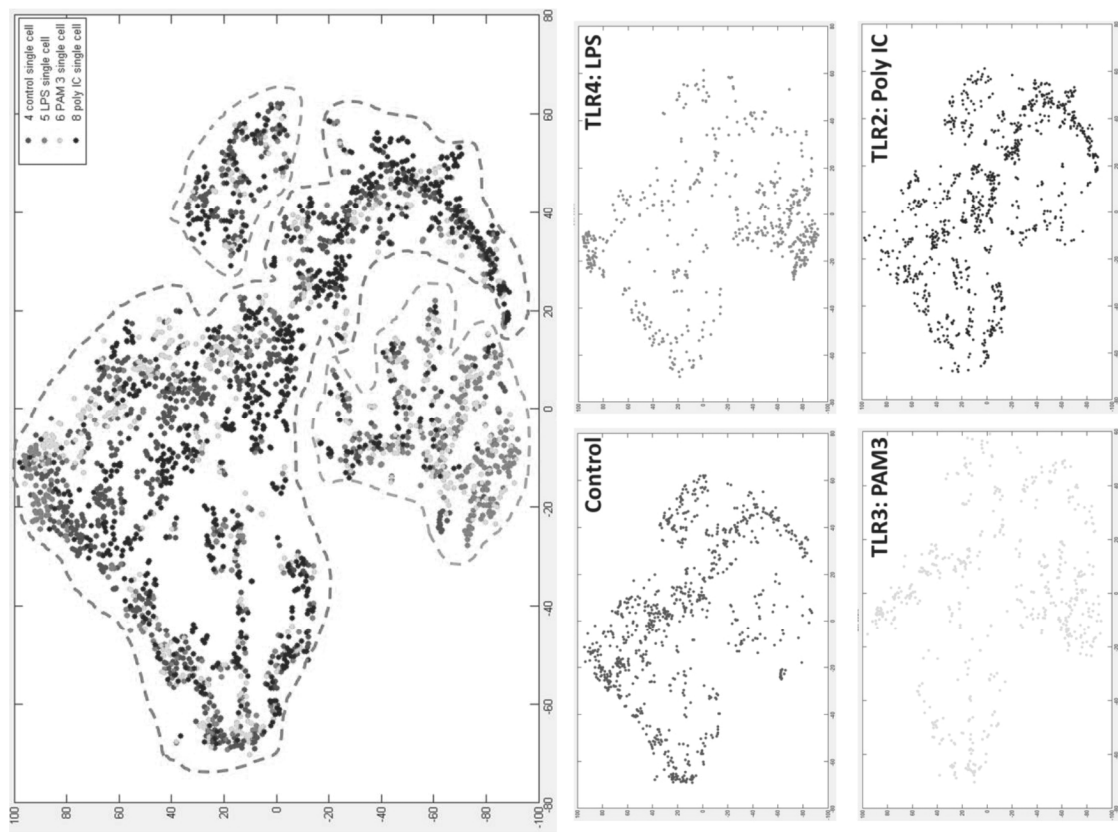 4 control single cell
5 LPS single cell
6 PAM 3 single cell
8 poly IC single cell
100
80
60
40
20
0
-20
-40
-60
-80
-100
-80 -60 -40 -20 0 20 40 60 80
Control
TLR4: LPS
TLR3: PAM3
TLR2: Poly IC